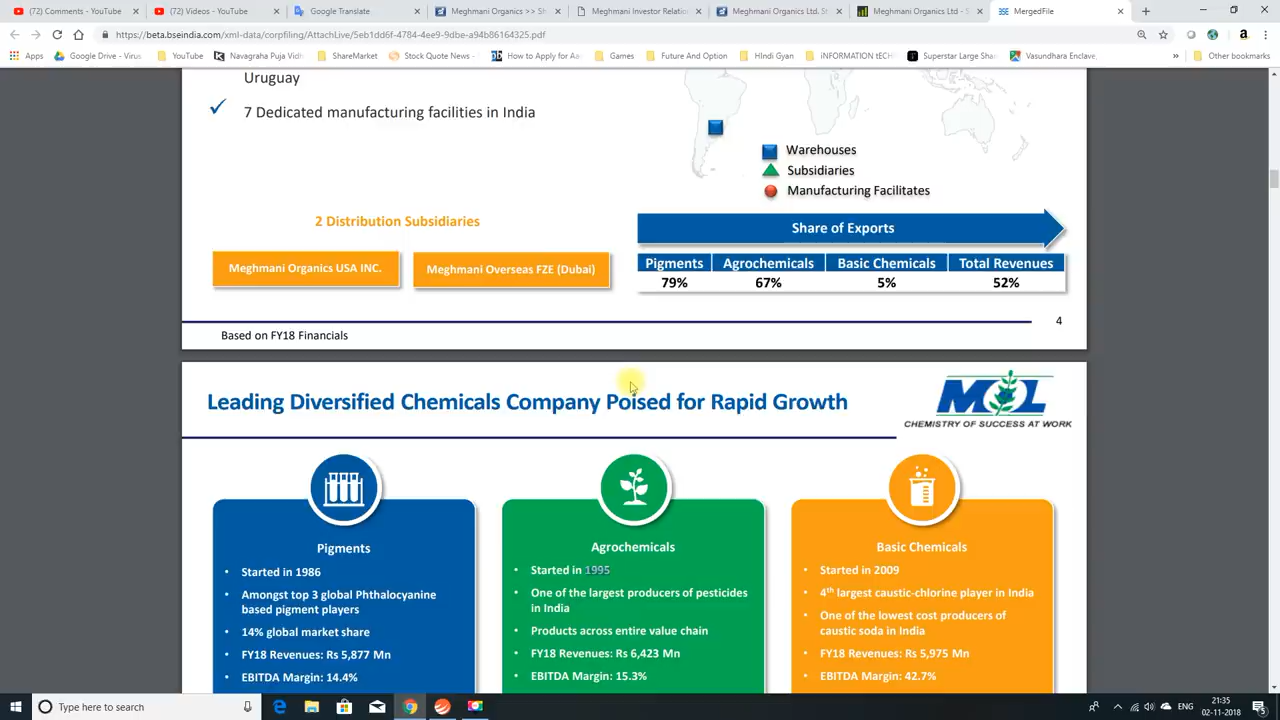 (72) Comments - YouTube
(72) Videos - YouTube
Google Translate
Meghmani Organics >> Sh
Meghmani Investor Relatio
Meghmani Organics Ltd. Sh
Meghmani Organics Ltd - S
MergedFile
https://beta.bseindia.com/xml-data/corpfiling/AttachLive/5eb1dd6f-4784-4ee9-9dbe-a94b86164325.pdf
Apps
Google Drive - Virus
YouTube
Navagraha Puja Vidh
ShareMarket
Stock Quote News -
How to Apply for Aa
Games
Future And Option
HIndi Gyan
iNFORMATION tECH
Superstar Large Shar
Vasundhara Enclave,
»
Other bookmarks
Uruguay
✓ 7 Dedicated manufacturing facilities in India
Warehouses
Subsidiaries
Manufacturing Facilitates
2 Distribution Subsidiaries
Meghmani Organics USA INC.
Meghmani Overseas FZE (Dubai)
Share of Exports
Pigments Agrochemicals Basic Chemicals Total Revenues
79% 67% 5% 52%
4
Based on FY18 Financials
Leading Diversified Chemicals Company Poised for Rapid Growth
MOL
CHEMISTRY OF SUCCESS AT WORK
Pigments
• Started in 1986
• Amongst top 3 global Phthalocyanine
based pigment players
• 14% global market share
• FY18 Revenues: Rs 5,877 Mn
• EBITDA Margin: 14.4%
Agrochemicals
• Started in 1995
• One of the largest producers of pesticides
in India
• Products across entire value chain
• FY18 Revenues: Rs 6,423 Mn
• EBITDA Margin: 15.3%
Basic Chemicals
• Started in 2009
• 4th largest caustic-chlorine player in India
• One of the lowest cost producers of
caustic soda in India
• FY18 Revenues: Rs 5,975 Mn
• EBITDA Margin: 42.7%
Type here to search
21:35
02-11-2018